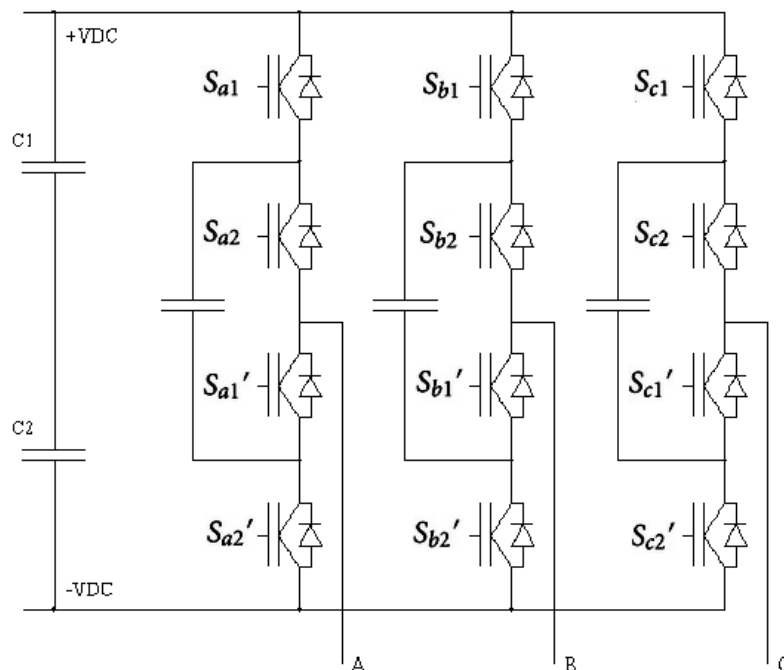 +VDC
Sa1 Sb1 Sc1
C1
Sa2 Sb2 Sc2
Sa1' Sb1' Sc1'
C2
Sa2' Sb2' Sc2'
-VDC
A B C